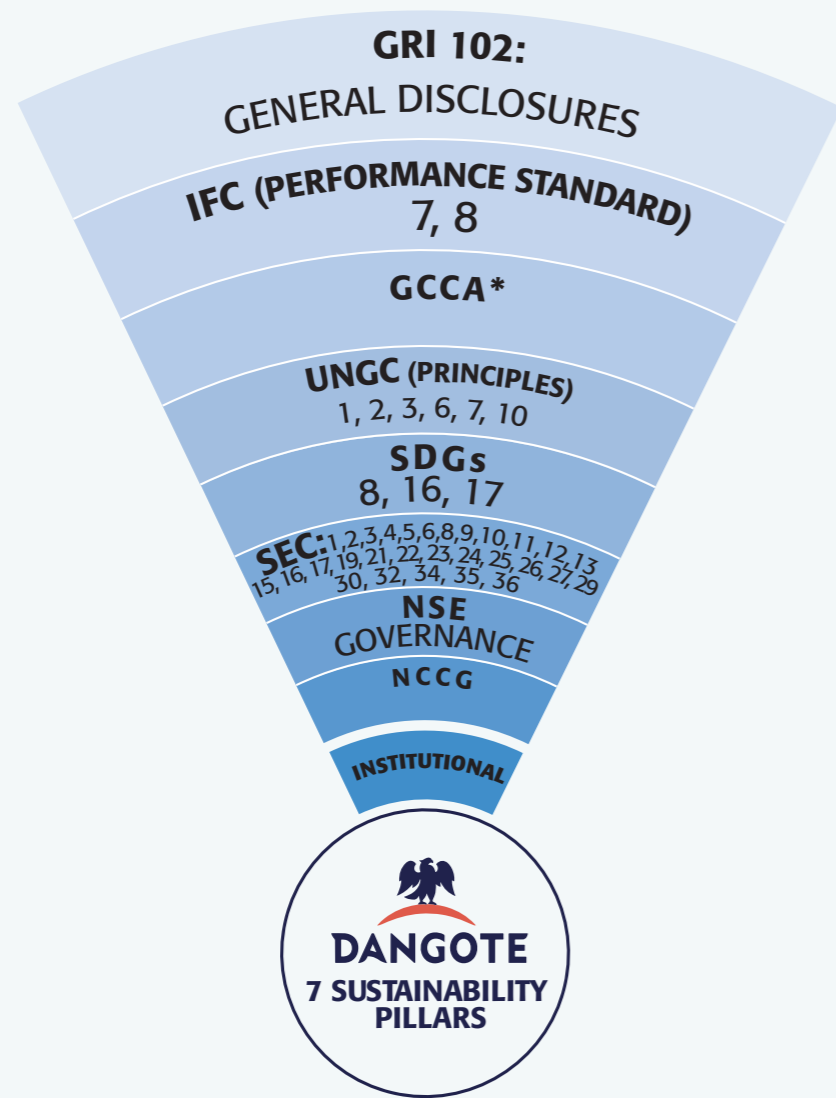 GRI 102:
GENERAL DISCLOSURES
IFC (PERFORMANCE STANDARD)
7, 8
GCCA*
UNGC (PRINCIPLES)
1, 2, 3, 6, 7, 10
SDGs
8, 16, 17
SEC: 1,2,3,4,5,6,8,9,10,11,12,13
15, 16, 17, 19, 21, 22, 23, 24, 25, 26, 27, 29
30, 32, 34, 35, 36
NSE
GOVERNANCE
NCCG
INSTITUTIONAL
DANGOTE
7 SUSTAINABILITY
PILLARS